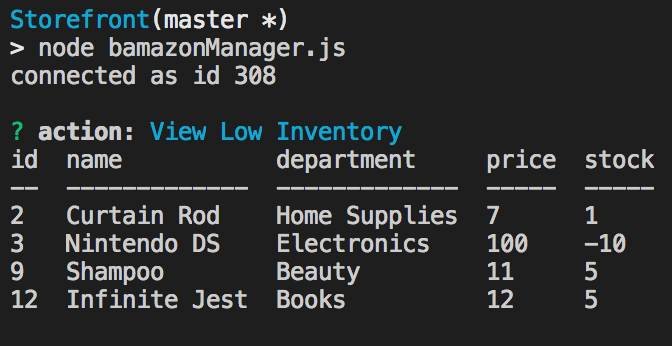 Storefront(master *)
> node bamazonManager.js
connected as id 308
? action: View Low Inventory
id  name           department     price  stock
--  -------------  -------------  -----  -----
2   Curtain Rod    Home Supplies  7      1
3   Nintendo DS    Electronics    100    -10
9   Shampoo        Beauty         11     5
12  Infinite Jest  Books          12     5